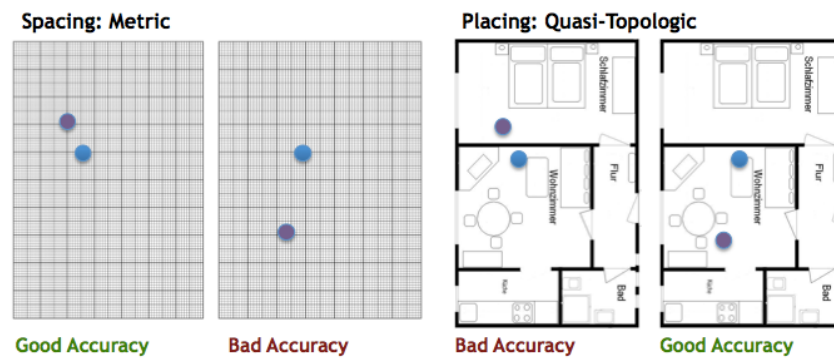 Spacing: Metric
Placing: Quasi-Topologic
Schlafzimmer
Schlafzimmer
Wohnzimmer
Flur
Wohnzimmer
Flur
Küche
Bad
Küche
Bad
Good Accuracy
Bad Accuracy
Bad Accuracy
Good Accuracy